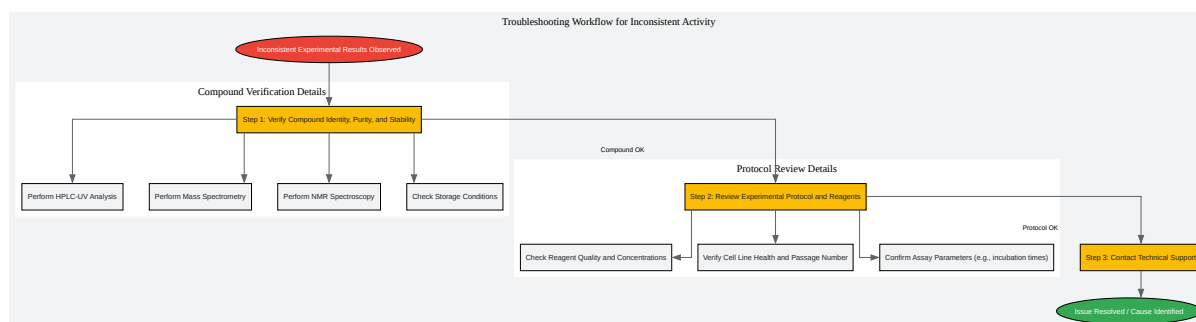 Troubleshooting Workflow for Inconsistent Activity
Inconsistent Experimental Results Observed
Compound Verification Details
Step 1: Verify Compound Identity, Purity, and Stability
Compound OK
Perform HPLC-UV Analysis
Perform Mass Spectrometry
Perform NMR Spectroscopy
Check Storage Conditions
Protocol Review Details
Step 2: Review Experimental Protocol and Reagents
Protocol OK
Check Reagent Quality and Concentrations
Verify Cell Line Health and Passage Number
Confirm Assay Parameters (e.g., incubation times)
Step 3: Contact Technical Support
Issue Resolved / Cause Identified